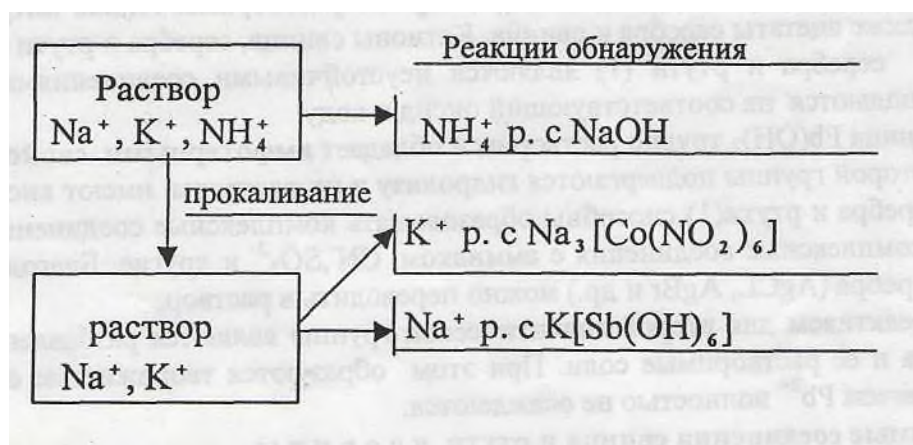 Реакции обнаружения
Раствор
Na⁺, K⁺, NH₄⁺
NH₄⁺ р. с NaOH
прокаливание
K⁺ р. с Na₃[Co(NO₂)₆]
раствор
Na⁺, K
Na⁺ р. с K[Sb(OH)₆]